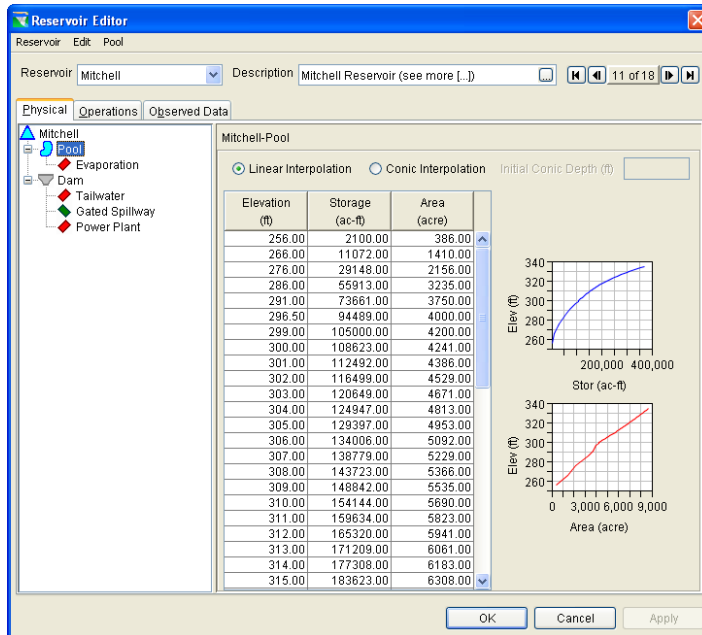 Reservoir Editor
Reservoir Edit Pool
Reservoir Mitchell Description Mitchell Reservoir (see more [...]) ... 11 of 18
Physical Operations Observed Data
Mitchell
Pool
Evaporation
Dam
Tailwater
Gated Spillway
Power Plant
Mitchell-Pool
Linear Interpolation Conic Interpolation Initial Conic Depth (ft)
Elevation Storage Area
(ft) (ac-ft) (acre)
256.00 2100.00 386.00
266.00 11072.00 1410.00
276.00 29148.00 2156.00
286.00 55913.00 3235.00
291.00 73661.00 3750.00
296.50 94489.00 4000.00
299.00 105000.00 4200.00
300.00 108623.00 4241.00
301.00 112492.00 4386.00
302.00 116499.00 4529.00
303.00 120649.00 4671.00
304.00 124947.00 4813.00
305.00 129397.00 4953.00
306.00 134006.00 5092.00
307.00 138779.00 5229.00
308.00 143723.00 5366.00
309.00 148842.00 5535.00
310.00 154144.00 5690.00
311.00 159634.00 5823.00
312.00 165320.00 5941.00
313.00 171209.00 6061.00
314.00 177308.00 6183.00
315.00 183623.00 6308.00
340
320
300
280
260
Elev (ft)
200,000 400,000
Stor (ac-ft)
340
320
300
280
260
Elev (ft)
0 3,000 6,000 9,000
Area (acre)
OK Cancel Apply